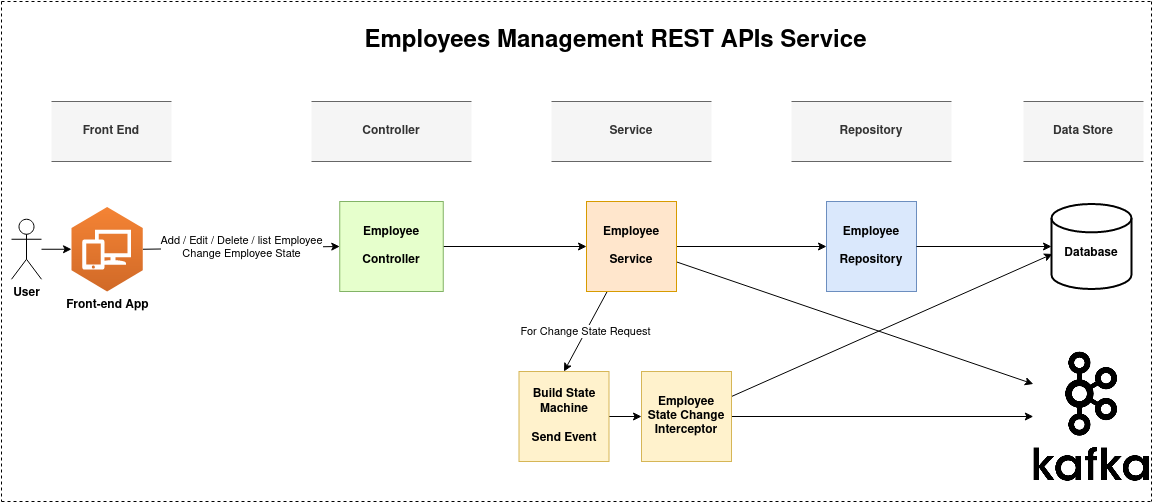 Employees Management REST APIs Service
Front End
Controller
Service
Repository
Data Store
User
Front-end App
Add / Edit / Delete / list Employee
Change Employee State
Employee
Controller
Employee
Service
Employee
Repository
Database
For Change State Request
Build State
Machine
Send Event
Employee
State Change
Interceptor
kafka